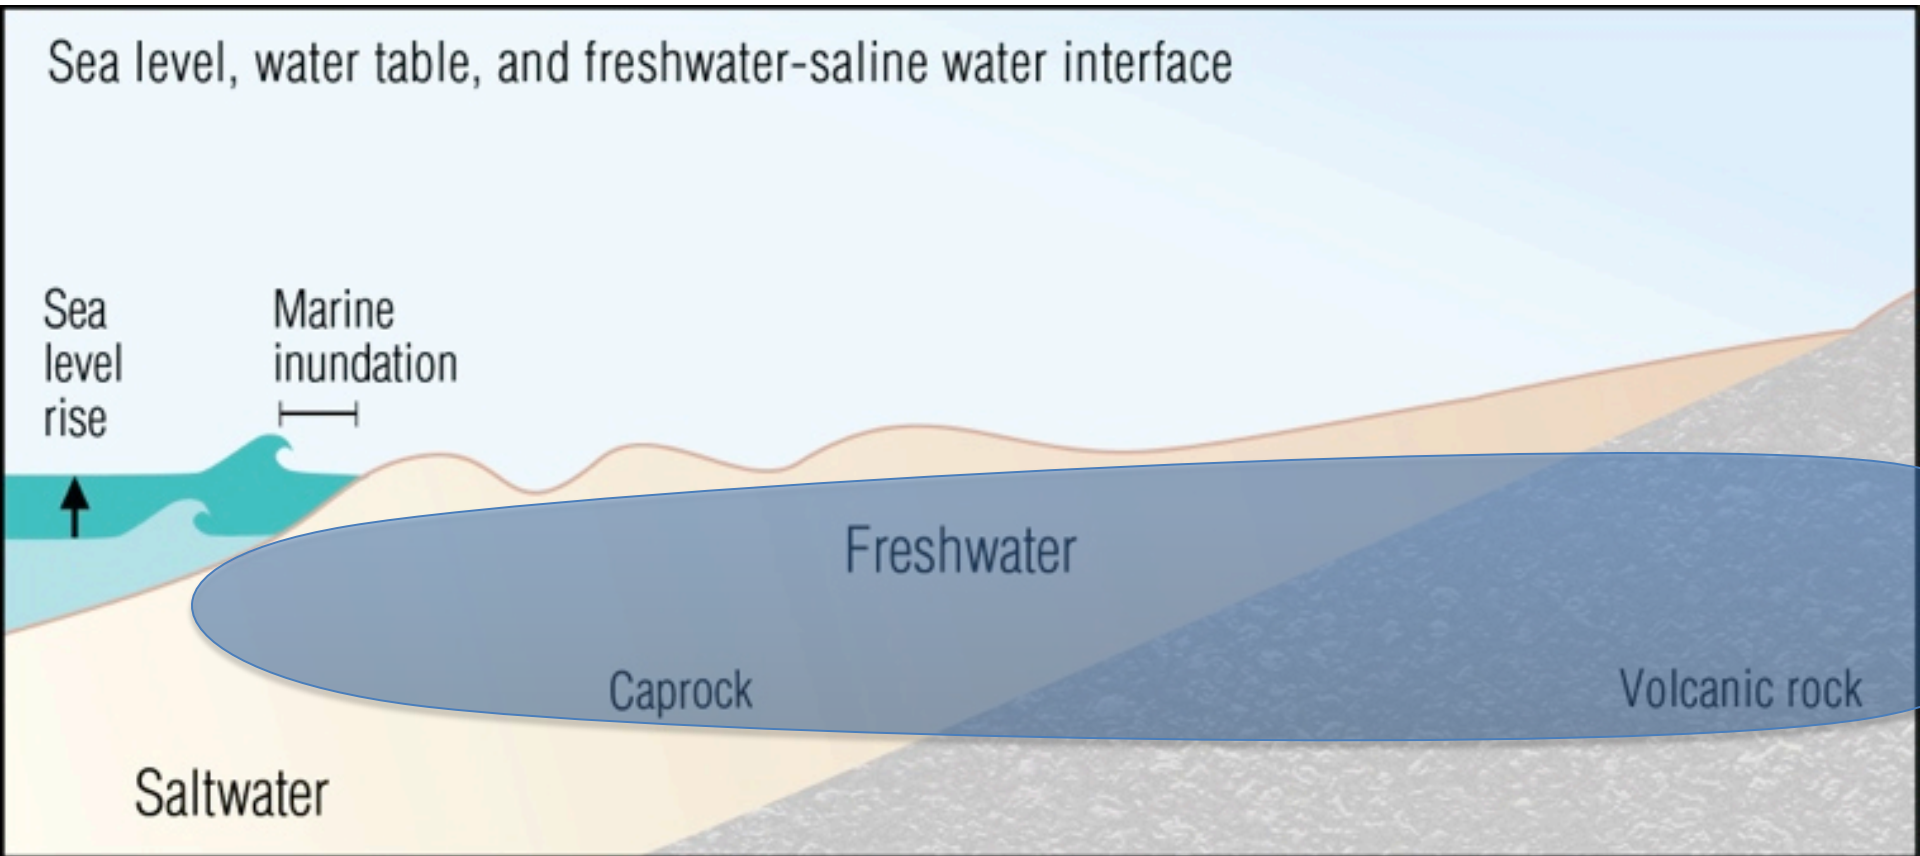 Sea level, water table, and freshwater-saline water interface
Sea
level
rise
Marine
inundation
Freshwater
Caprock
Volcanic rock
Saltwater